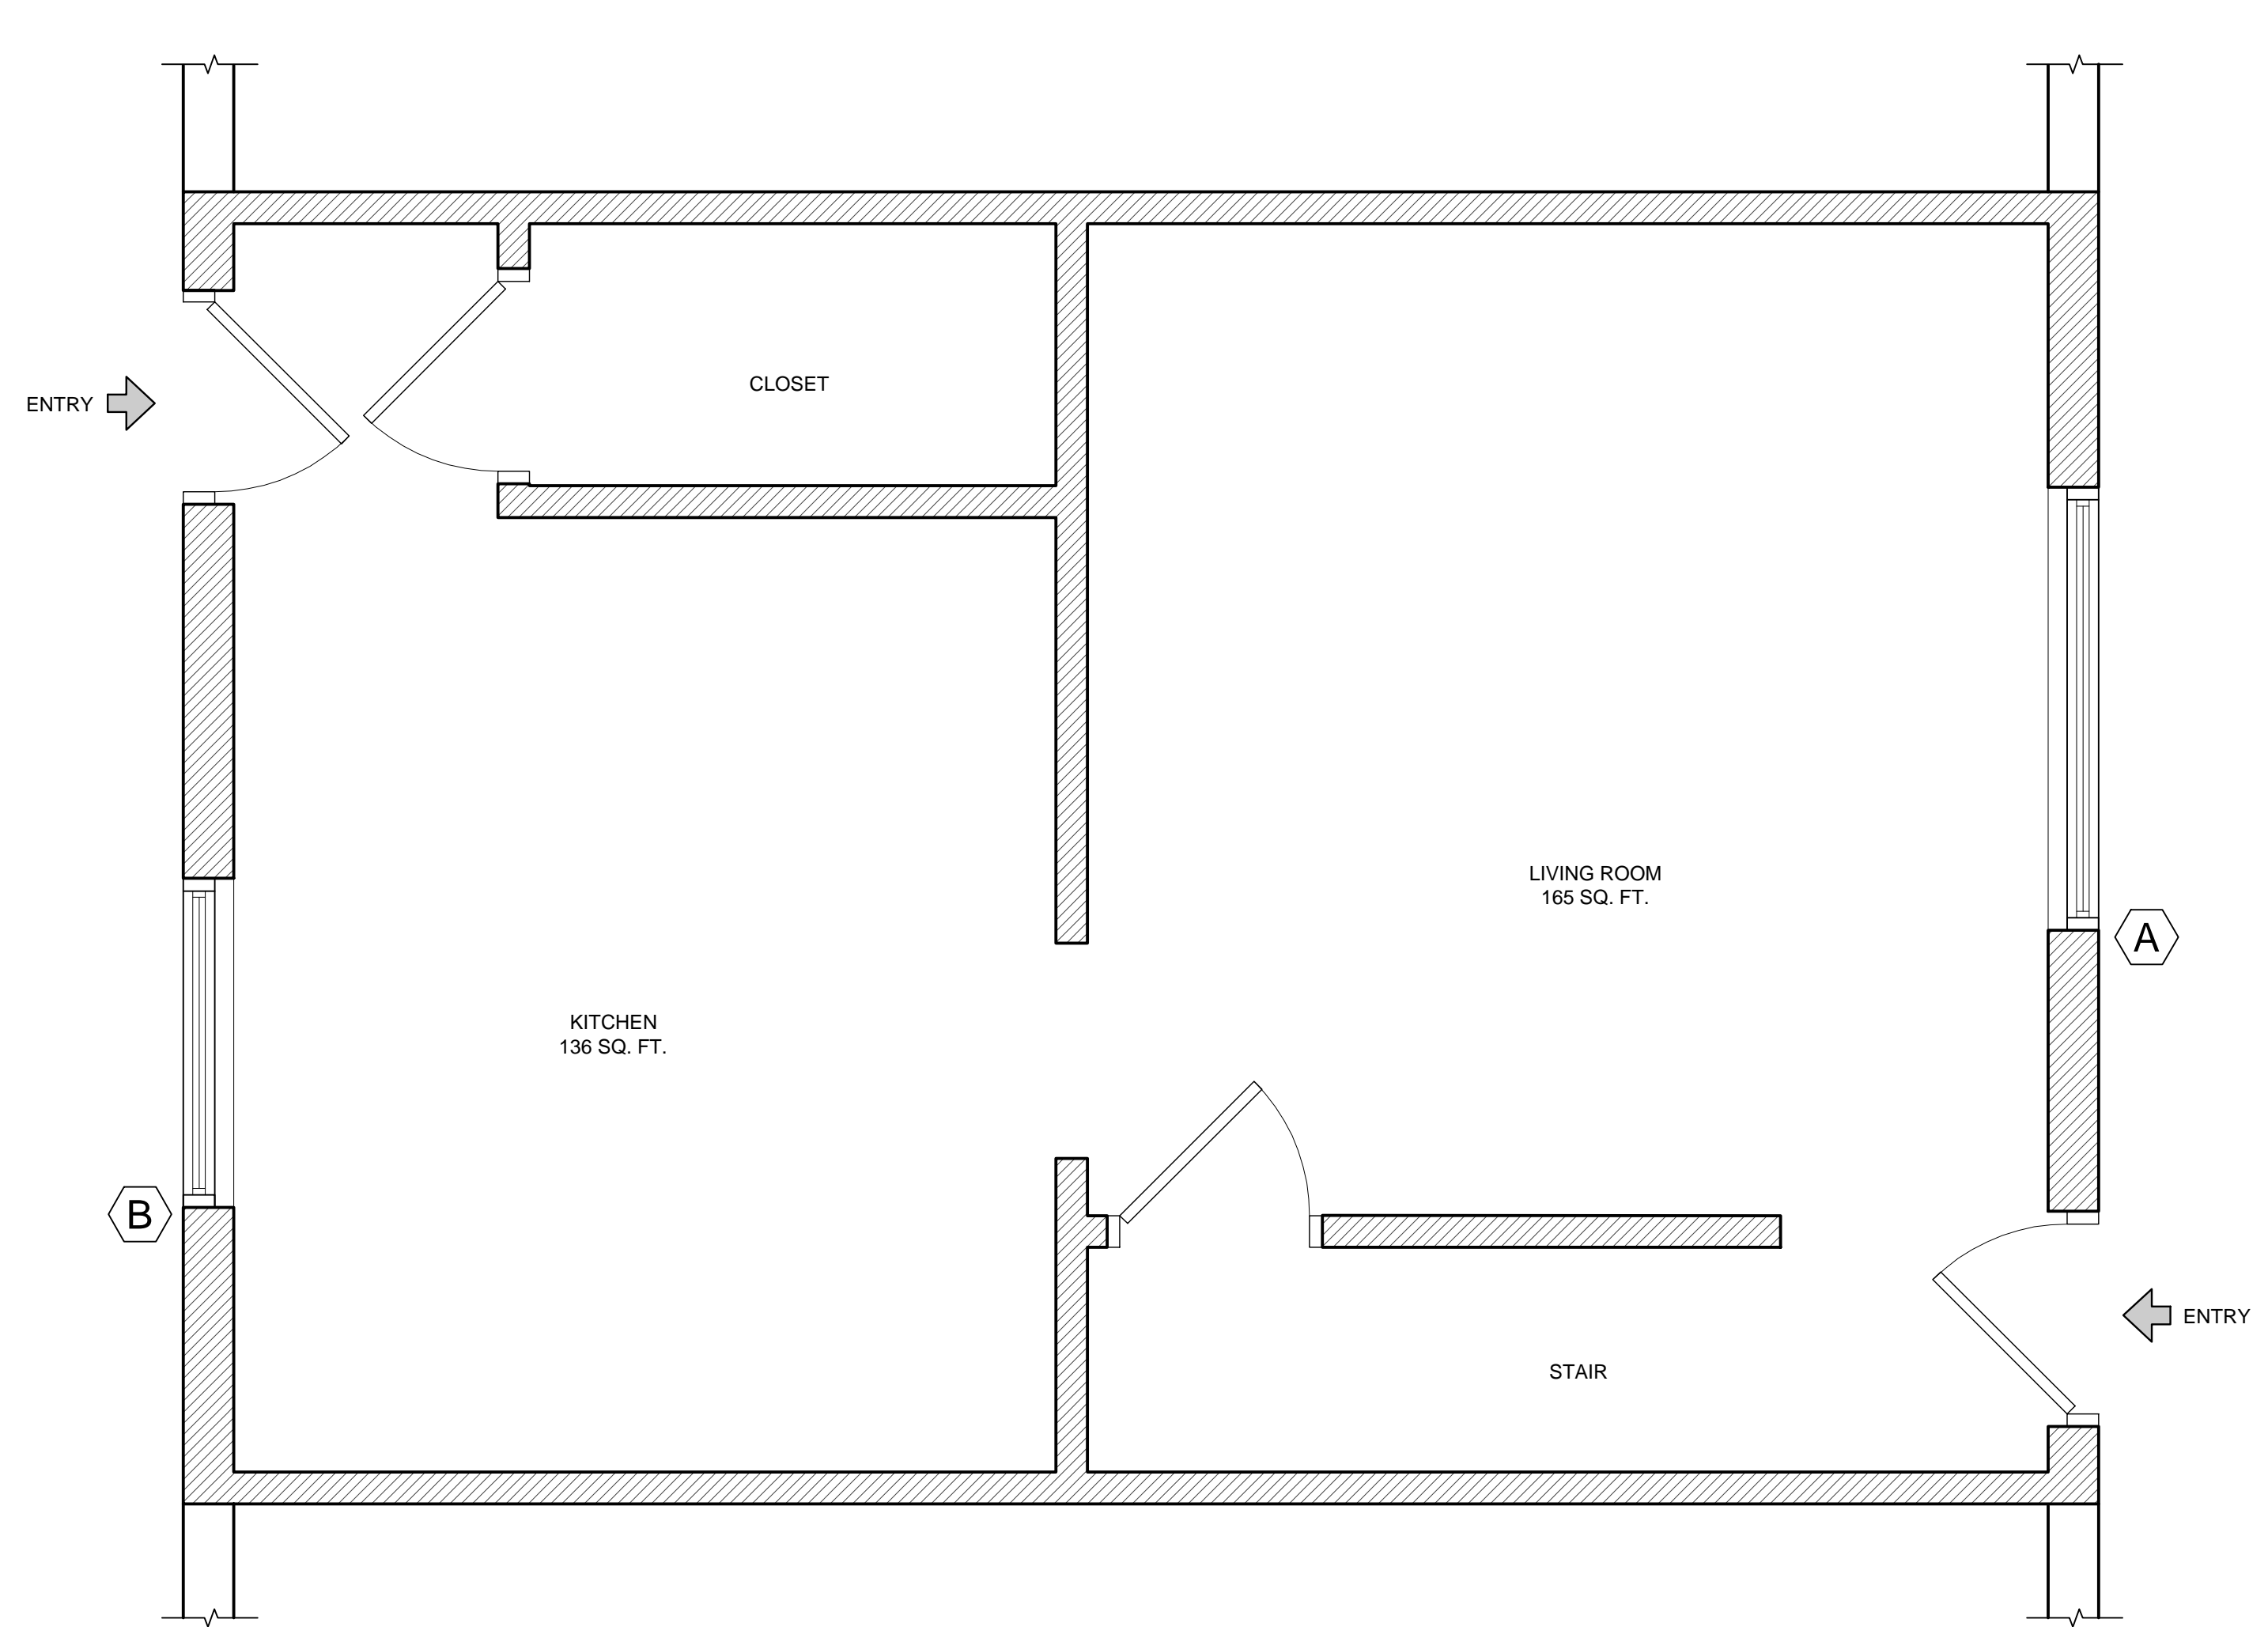 CLOSET
ENTRY
LIVING ROOM
165 SQ. FT.
A
KITCHEN
136 SQ. FT.
B
ENTRY
STAIR